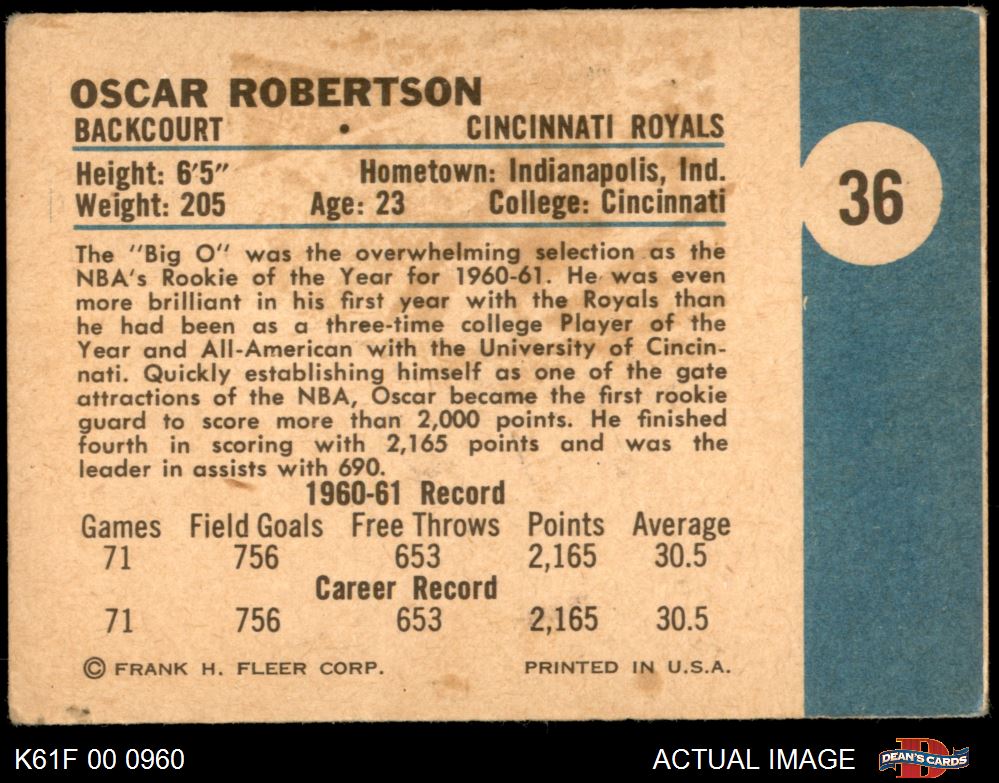 OSCAR ROBERTSON
BACKCOURT • CINCINNATI ROYALS
Height: 6'5" Hometown: Indianapolis, Ind.
Weight: 205 Age: 23 College: Cincinnati
36
The "Big O" was the overwhelming selection as the
NBA's Rookie of the Year for 1960-61. He was even
more brilliant in his first year with the Royals than
he had been as a three-time college Player of the
Year and All-American with the University of Cincin-
nati. Quickly establishing himself as one of the gate
attractions of the NBA, Oscar became the first rookie
guard to score more than 2,000 points. He finished
fourth in scoring with 2,165 points and was the
leader in assists with 690.
1960-61 Record
Games Field Goals Free Throws Points Average
71 756 653 2,165 30.5
Career Record
71 756 653 2,165 30.5
© FRANK H. FLEER CORP. PRINTED IN U.S.A.
K61F 00 0960 ACTUAL IMAGE DEAN'S CARDS